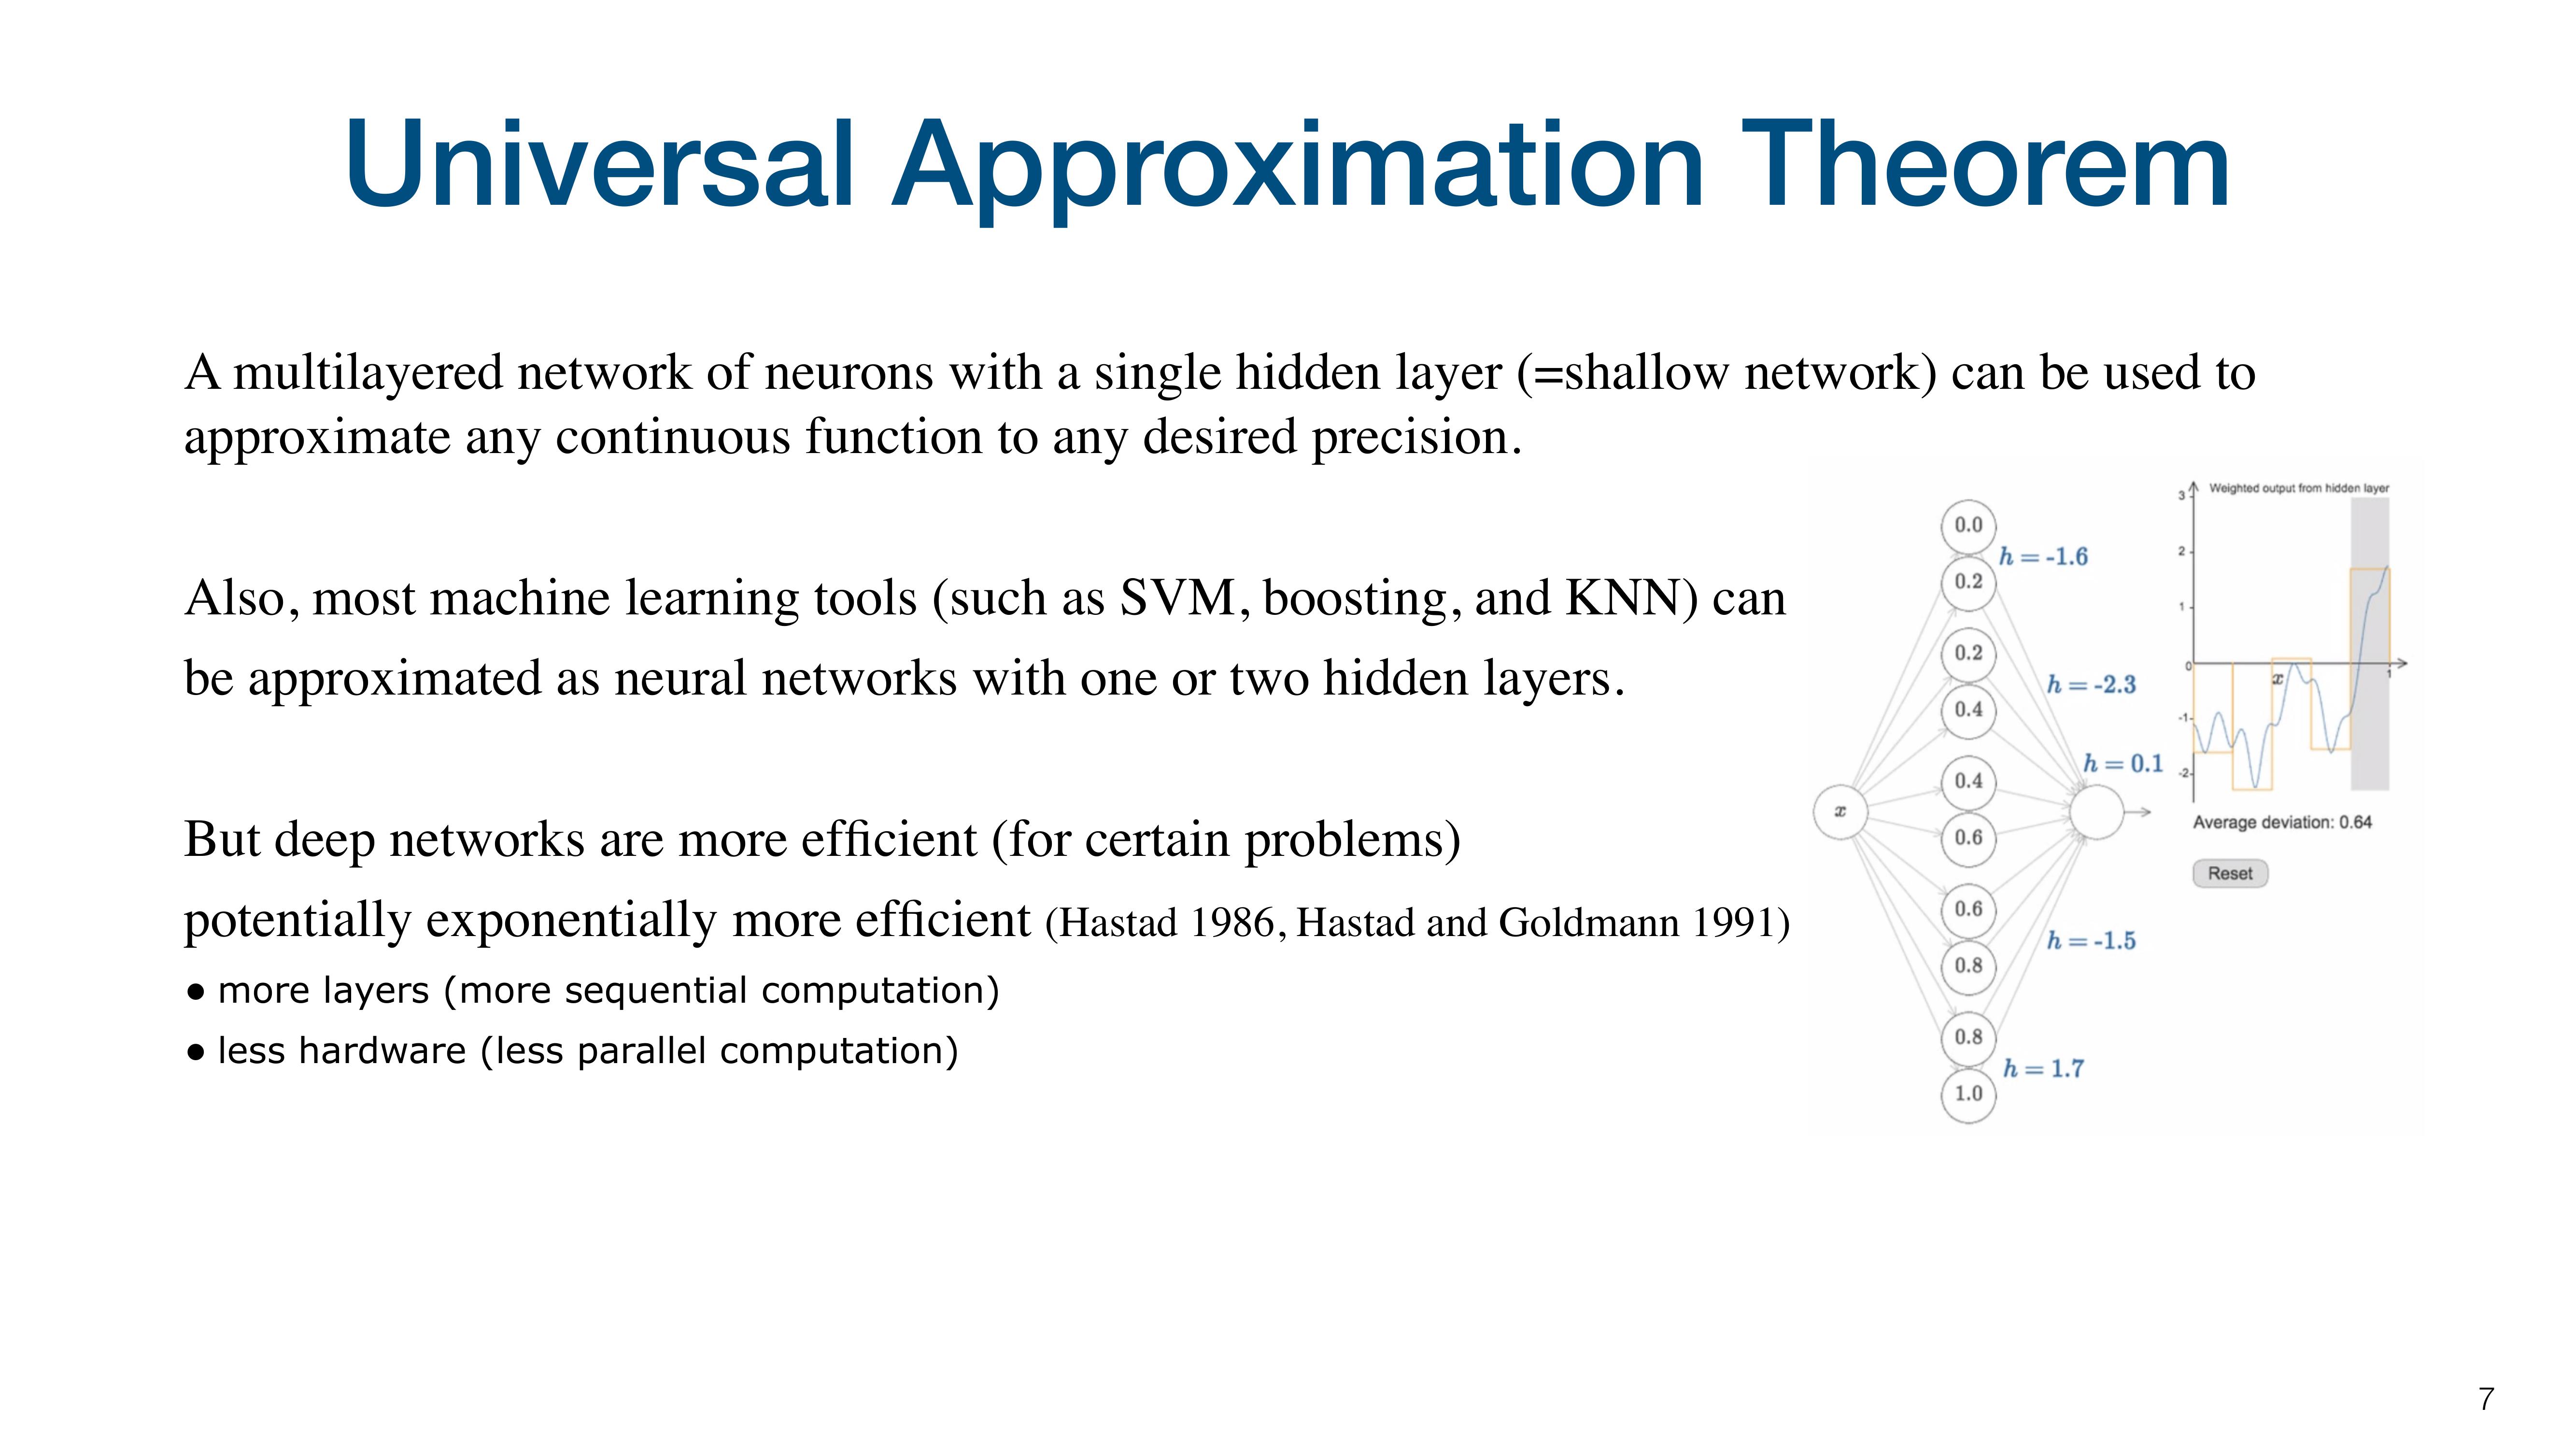 Universal Approximation Theorem
A multilayered network of neurons with a single hidden layer (=shallow network) can be used to
approximate any continuous function to any desired precision.
Also, most machine learning tools (such as SVM, boosting, and KNN) can
be approximated as neural networks with one or two hidden layers.
But deep networks are more efficient (for certain problems)
potentially exponentially more efficient (Hastad 1986, Hastad and Goldmann 1991)
● more layers (more sequential computation)
● less hardware (less parallel computation)
x
0.0
h = -1.6
0.2
0.2
h = -2.3
0.4
0.4
h = 0.1
0.6
0.6
h = -1.5
0.8
0.8
h = 1.7
1.0
Weighted output from hidden layer
3
2
1
0
x
1
-1
-2
Average deviation: 0.64
Reset
7